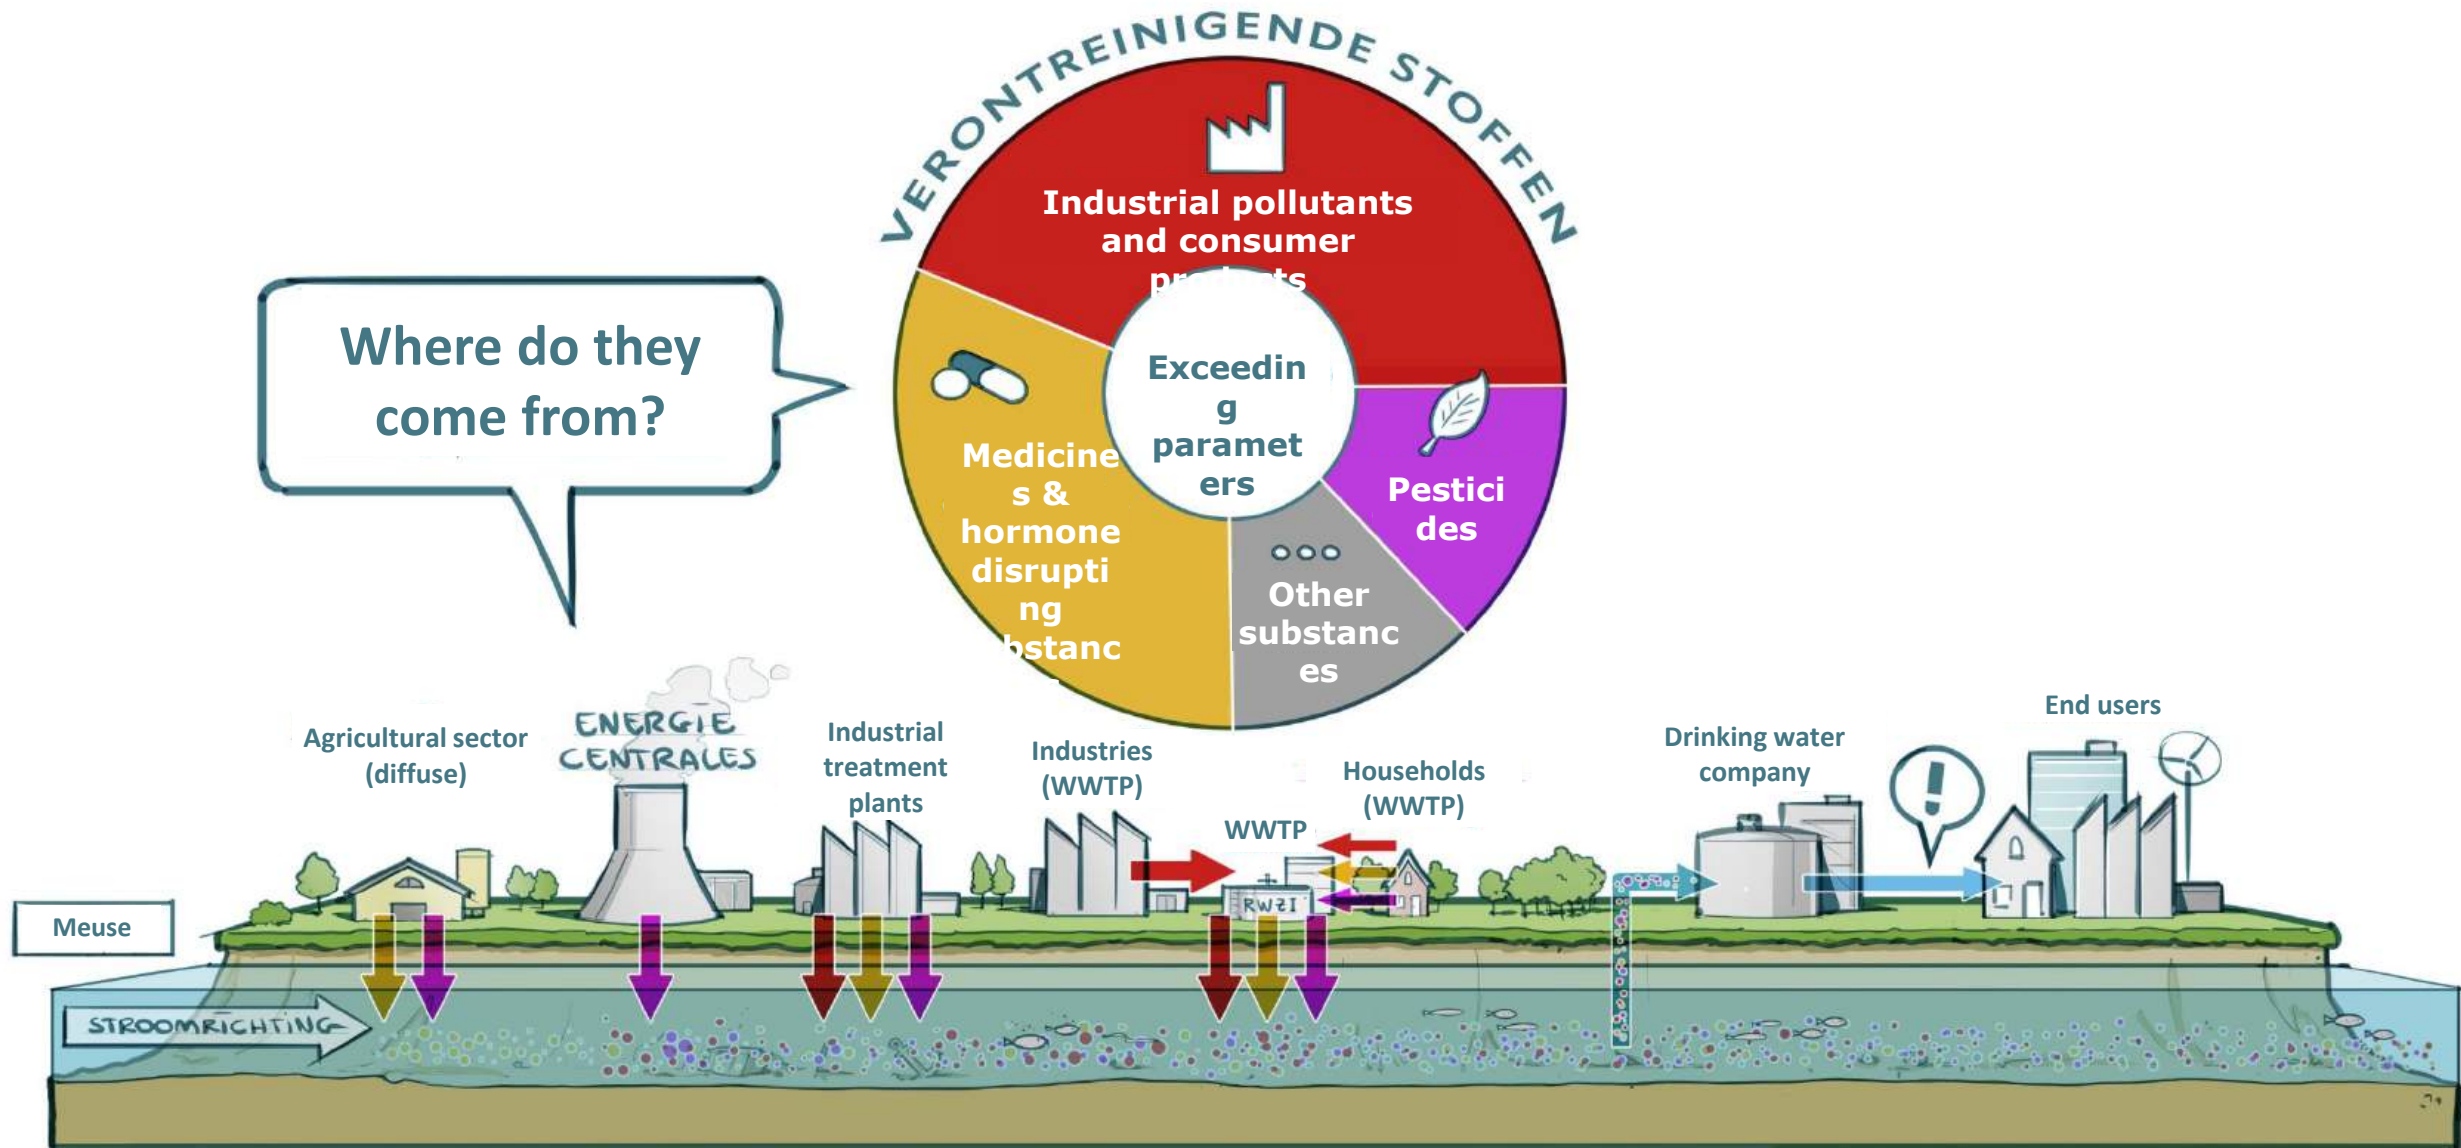 VERONTREINIGENDE STOFFEN
Industrial pollutants
and consumer
products
Where do they
come from?
Exceedin
g
paramet
ers
Medicine
s &
hormone
disrupti
ng
bstanc
Pestici
des
Other
substanc
es
Agricultural sector
(diffuse)
ENERGIE
CENTRALES
Industrial
treatment
plants
Industries
(WWTP)
WWTP
Households
(WWTP)
Drinking water
company
End users
!
RWZI
Meuse
STROOMRICHTING